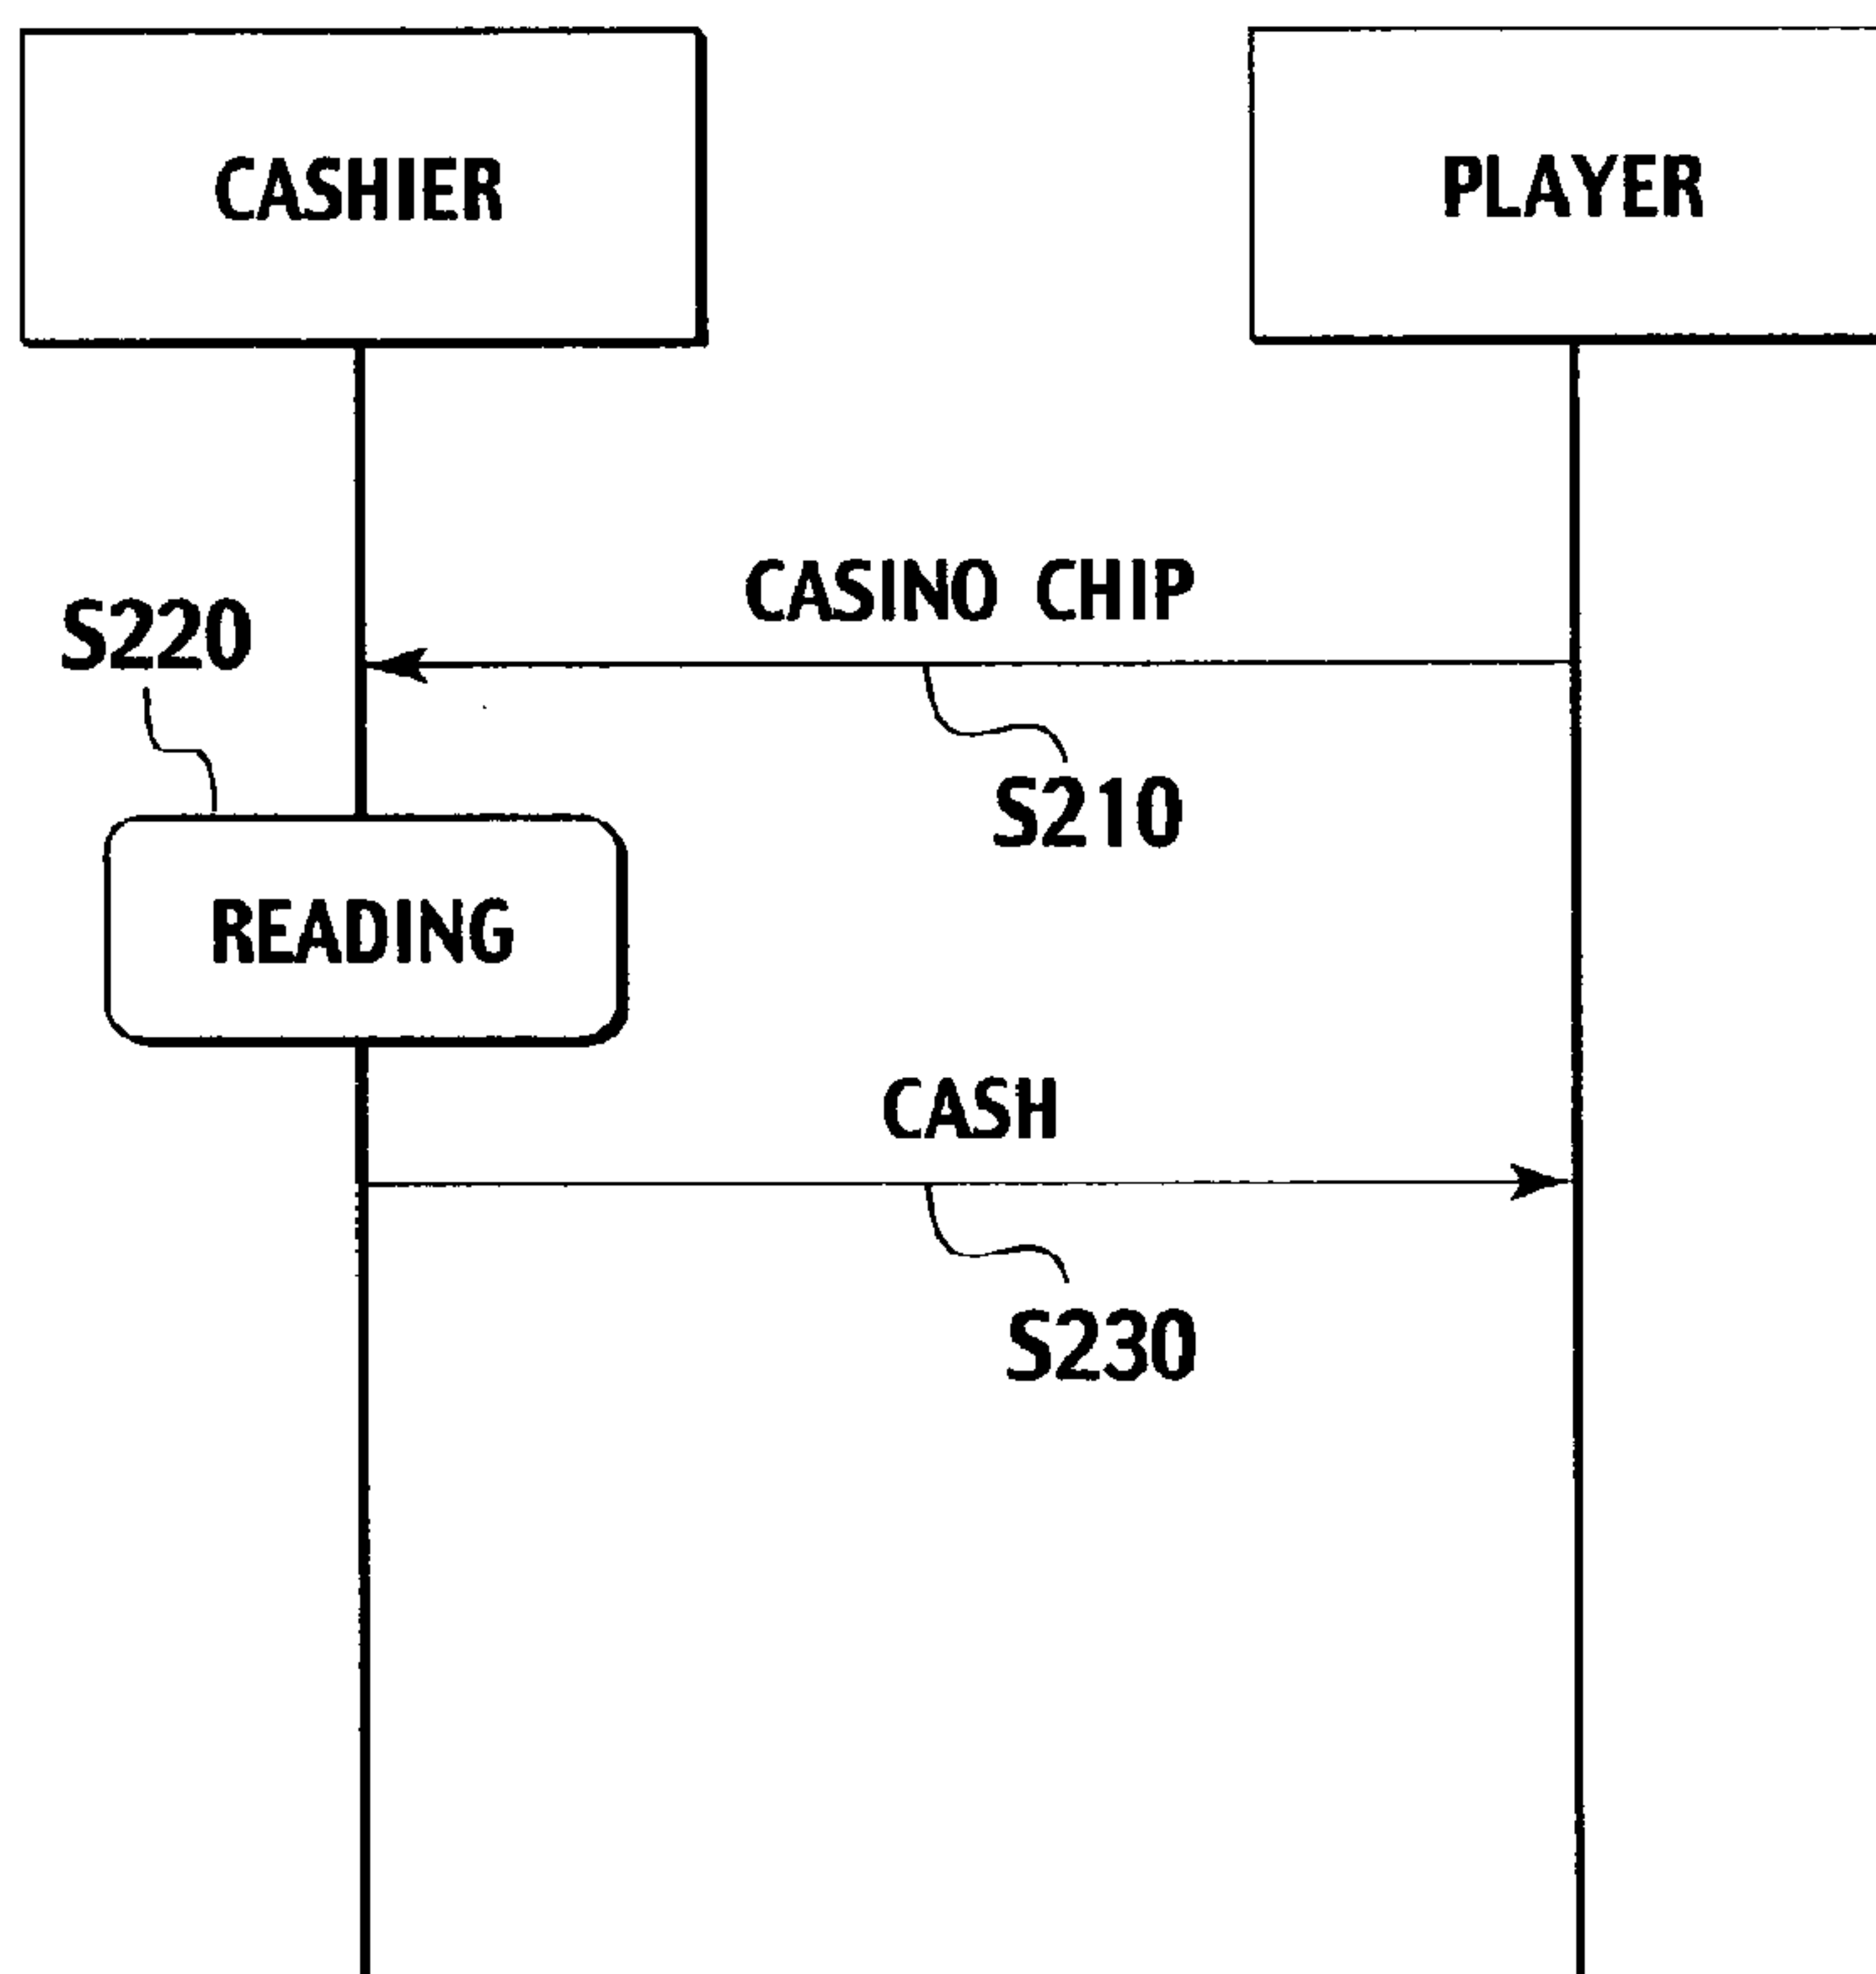 CASHIER
PLAYER
CASINO CHIP
S220
S210
READING
CASH
S230